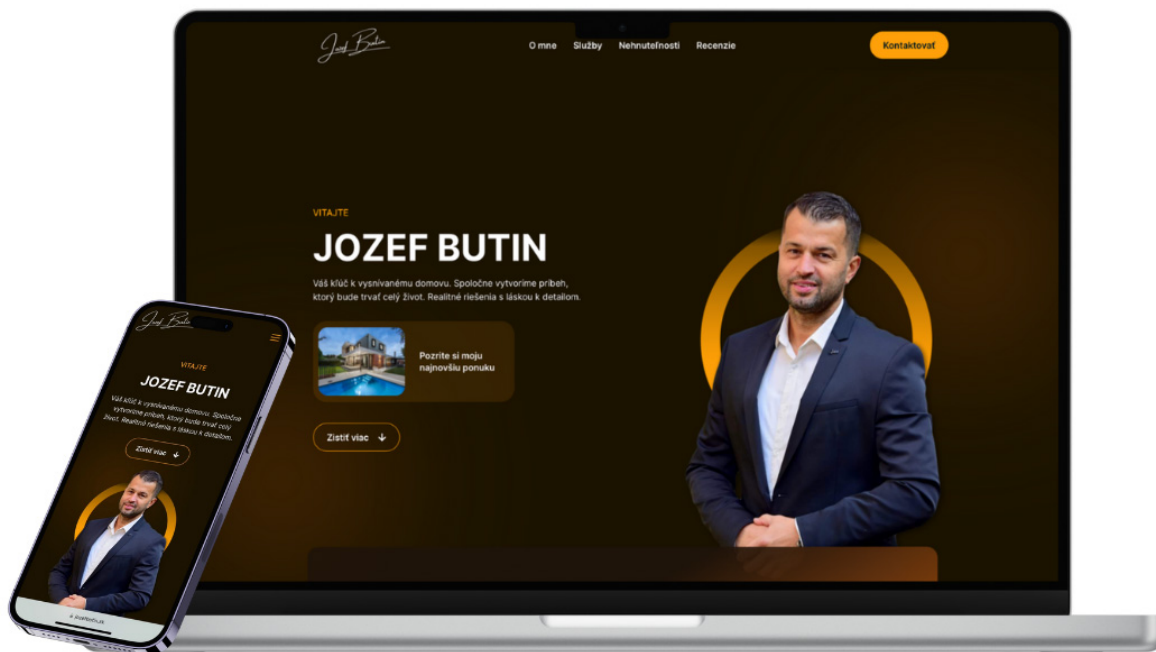 Jozef Butin
O mne Služby Nehnuteľnosti Recenzie
Kontaktovať
VITAJTE
JOZEF BUTIN
Váš kľúč k vysnívanému domovu. Spoločne vytvoríme príbeh,
ktorý bude trvať celý život. Realitné riešenia s láskou k detailom.
Pozrite si moju
najnovšiu ponuku
Zistiť viac
Jozef Butin
VITAJTE
JOZEF BUTIN
Váš kľúč k vysnívanému domovu. Spoločne
vytvoríme príbeh, ktorý bude trvať celý
život. Realitné riešenia s láskou k detailom.
Zistiť viac